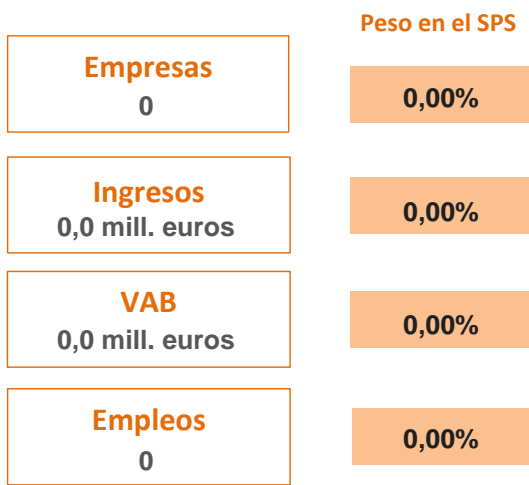 Peso en el SPS
Empresas
0
0,00%
Ingresos
0,0 mill. euros
0,00%
VAB
0,0 mill. euros
0,00%
Empleos
0
0,00%